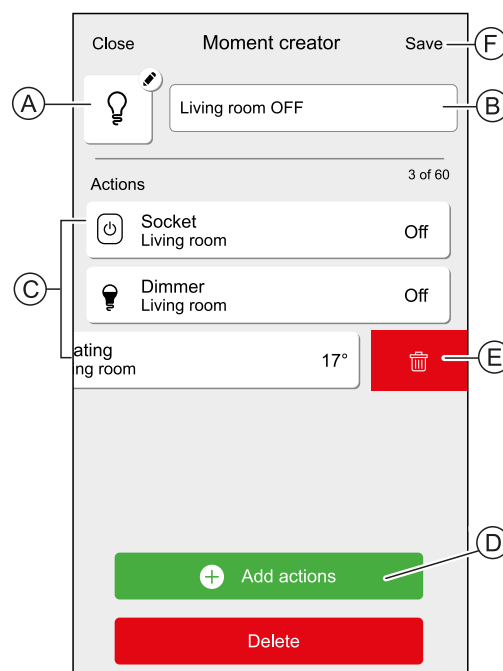 Close Moment creator Save F
A Living room OFF B
Actions 3 of 60
Socket
Living room Off
C Dimmer
Living room Off
ating
ng room 17° E
D
Add actions
Delete